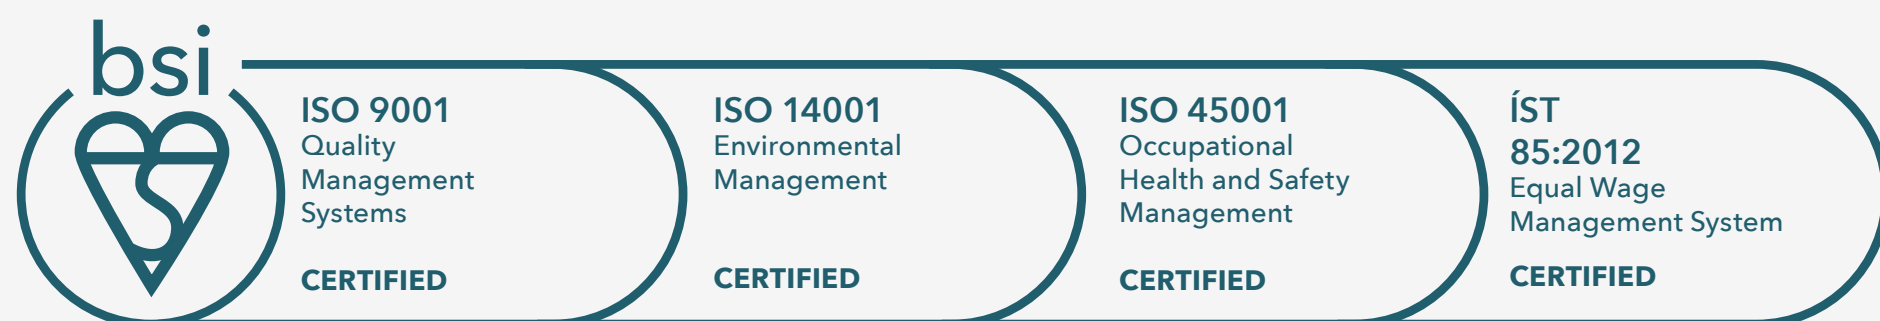 bsi
ISO 9001
Quality
Management
Systems
CERTIFIED
ISO 14001
Environmental
Management
CERTIFIED
ISO 45001
Occupational
Health and Safety
Management
CERTIFIED
ÍST
85:2012
Equal Wage
Management System
CERTIFIED